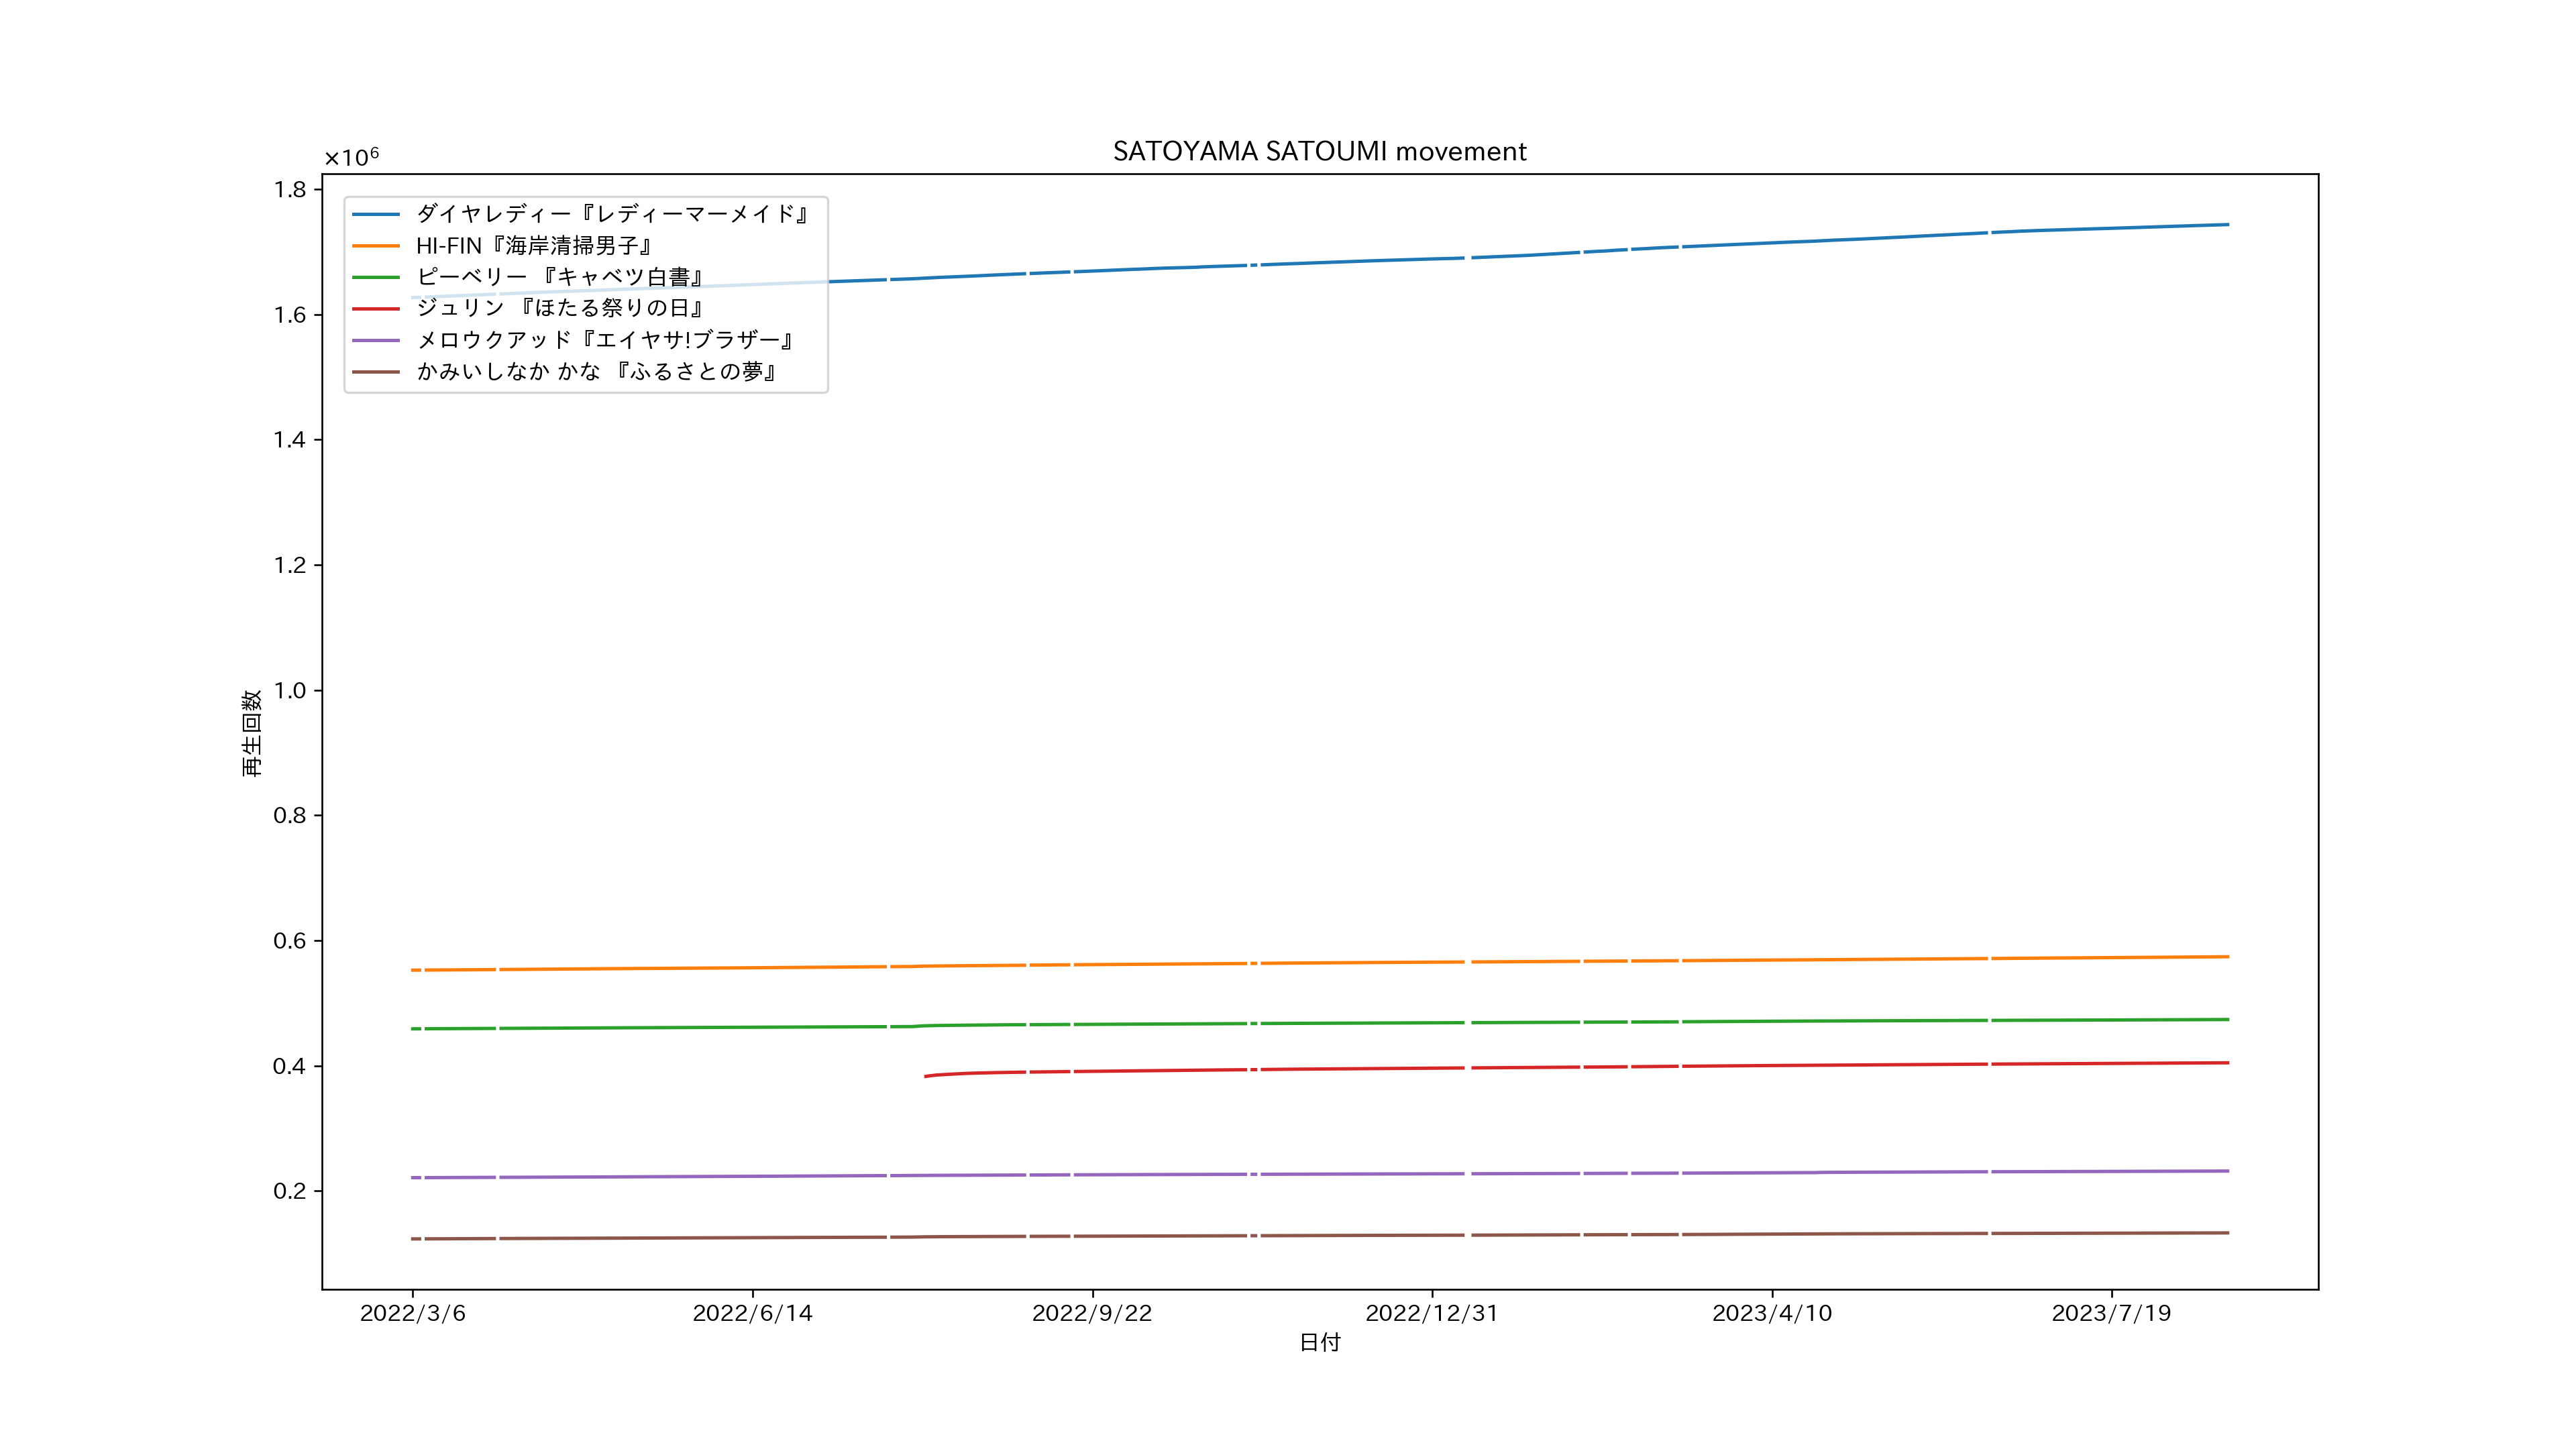 SATOYAMA SATOUMI movement
×10⁶
1.8
1.6
1.4
1.2
1.0
0.8
0.6
0.4
0.2
再生回数
ダイヤレディー『レディーマーメイド』
HI-FIN『海岸清掃男子』
ピーベリー 『キャベツ白書』
ジュリン 『ほたる祭りの日』
メロウクアッド『エイヤサ!ブラザー』
かみいしなか かな 『ふるさとの夢』
2022/3/6
2022/6/14
2022/9/22
2022/12/31
2023/4/10
2023/7/19
日付